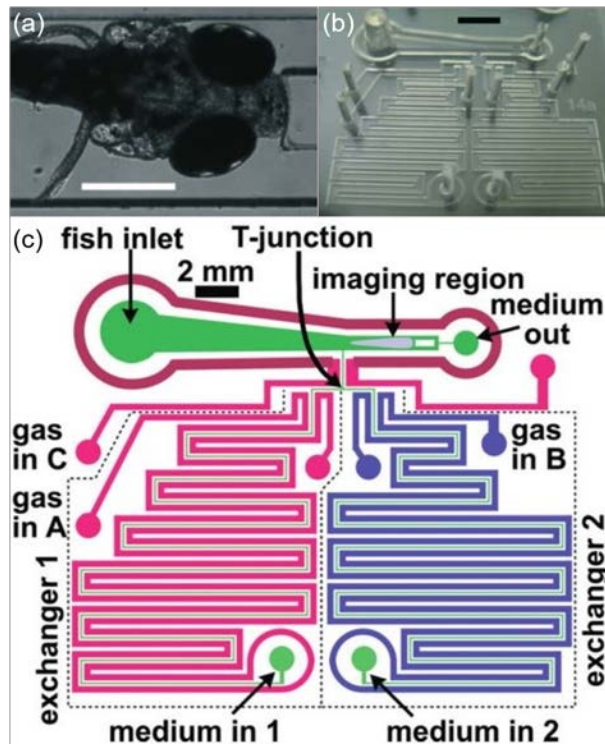 (a)
(b)
14a
(c)
fish inlet
T-junction
2 mm
imaging region
medium
out
gas
in C
gas
in A
gas
in B
exchanger 1
exchanger 2
medium in 1
medium in 2